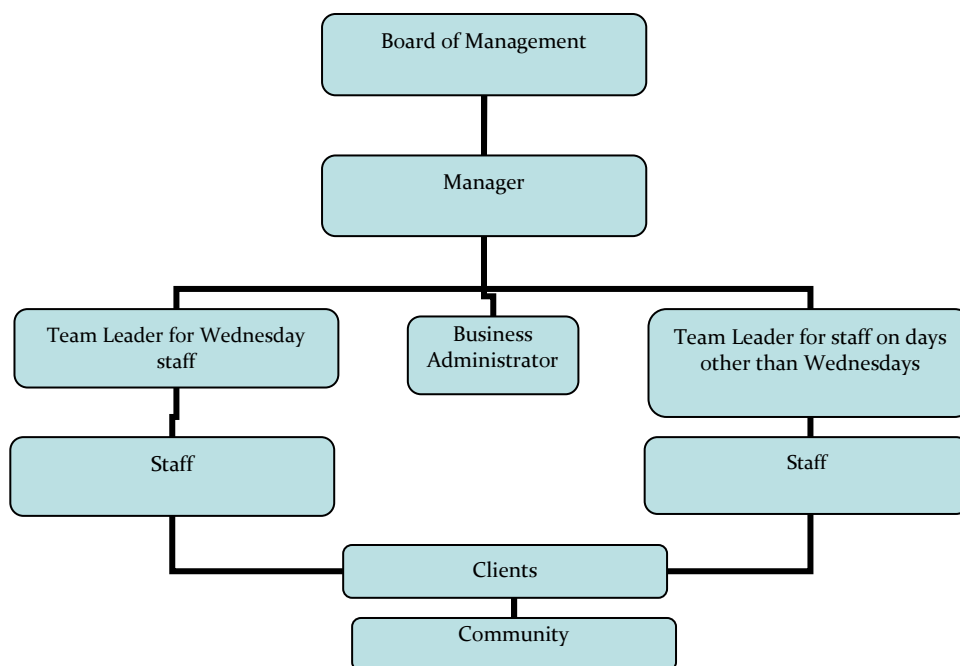 Board of Management
Manager
Team Leader for Wednesday
staff
Business
Administrator
Team Leader for staff on days
other than Wednesdays
Staff
Staff
Clients
Community